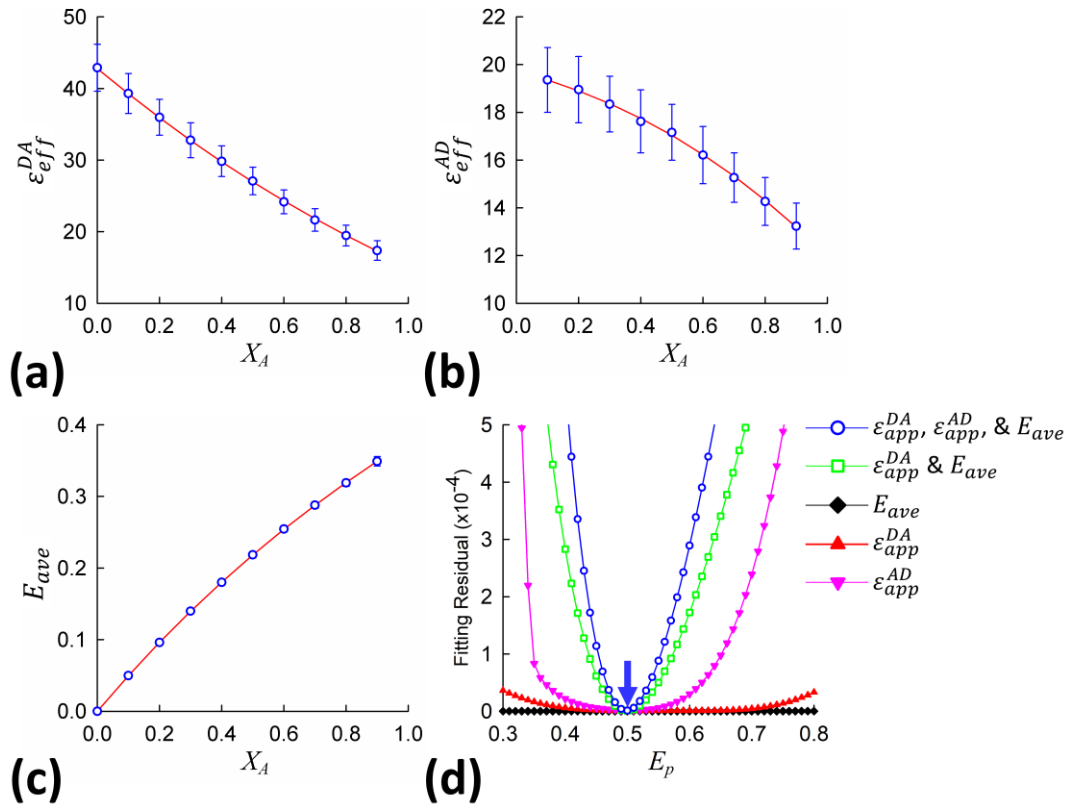 50
40
30
20
10
0.0 0.2 0.4 0.6 0.8 1.0
ε_eff^DA
X_A
(a)
22
20
18
16
14
12
10
0.0 0.2 0.4 0.6 0.8 1.0
ε_eff^AD
X_A
(b)
0.4
0.3
0.2
0.1
0.0
0.0 0.2 0.4 0.6 0.8 1.0
E_ave
X_A
(c)
5
4
3
2
1
0
0.3 0.4 0.5 0.6 0.7 0.8
Fitting Residual (x10^-4)
E_p
(d)
ε_app^DA, ε_app^AD, & E_ave
ε_app^DA & E_ave
E_ave
ε_app^DA
ε_app^AD